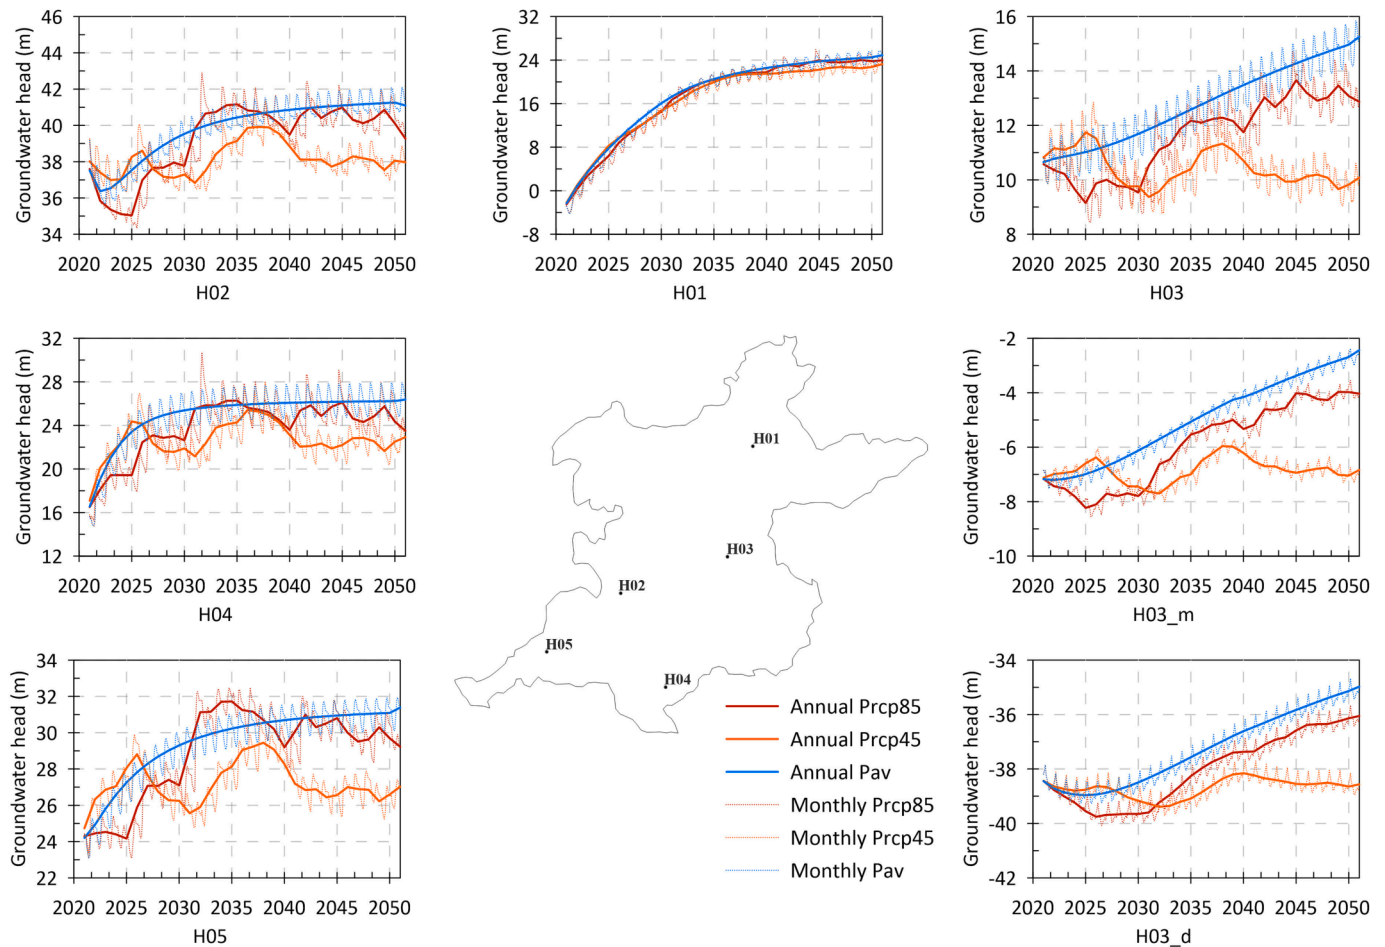 Groundwater head (m)
46
44
42
40
38
36
34
2020 2025 2030 2035 2040 2045 2050
H02
Groundwater head (m)
32
24
16
8
0
-8
2020 2025 2030 2035 2040 2045 2050
H01
Groundwater head (m)
16
14
12
10
8
2020 2025 2030 2035 2040 2045 2050
H03
Groundwater head (m)
32
28
24
20
16
12
2020 2025 2030 2035 2040 2045 2050
H04
H01
H03
H02
H05
H04
Groundwater head (m)
-2
-4
-6
-8
-10
2020 2025 2030 2035 2040 2045 2050
H03_m
Groundwater head (m)
34
32
30
28
26
24
22
2020 2025 2030 2035 2040 2045 2050
H05
Annual Prcp85
Annual Prcp45
Annual Pav
Monthly Prcp85
Monthly Prcp45
Monthly Pav
Groundwater head (m)
-34
-36
-38
-40
-42
2020 2025 2030 2035 2040 2045 2050
H03_d